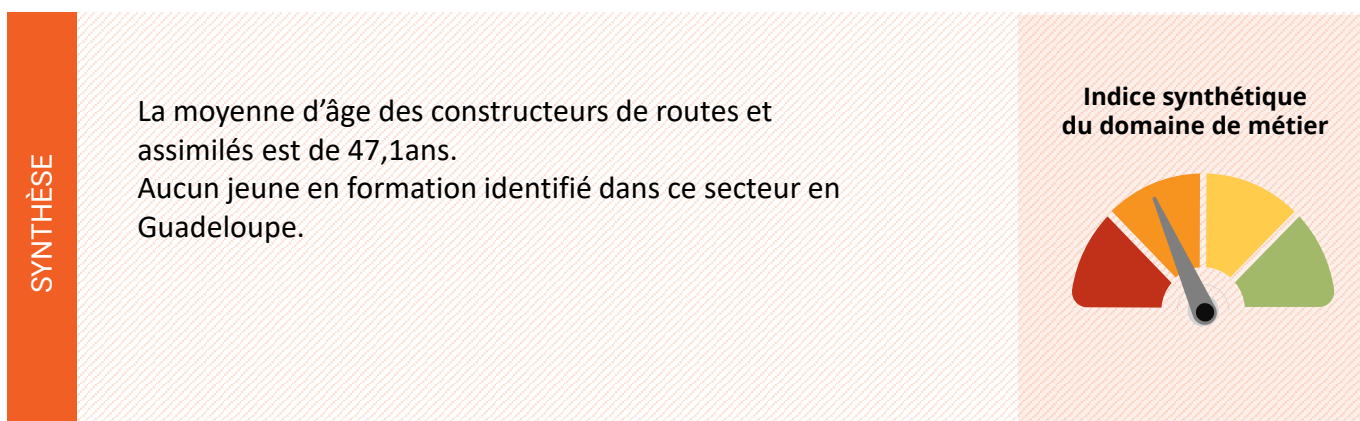 SYNTHÈSE
La moyenne d’âge des constructeurs de routes et
assimilés est de 47,1ans.
Aucun jeune en formation identifié dans ce secteur en
Guadeloupe.
Indice synthétique
du domaine de métier